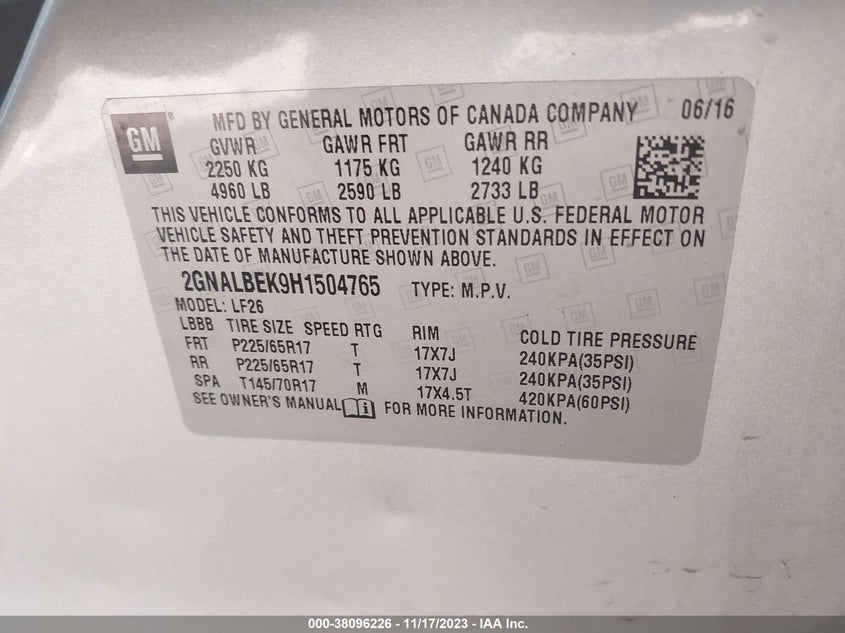 GM ®
MFD BY GENERAL MOTORS OF CANADA COMPANY 06/16
GVWR GAWR FRT GAWR RR
2250 KG 1175 KG 1240 KG
4960 LB 2590 LB 2733 LB
THIS VEHICLE CONFORMS TO ALL APPLICABLE U.S. FEDERAL MOTOR
VEHICLE SAFETY AND THEFT PREVENTION STANDARDS IN EFFECT ON
THE DATE OF MANUFACTURE SHOWN ABOVE.
2GNALBEK9H1504765 TYPE: M.P.V.
MODEL: LF26
LBBB TIRE SIZE SPEED RTG RIM COLD TIRE PRESSURE
FRT P225/65R17 T 17X7J 240KPA(35PSI)
RR P225/65R17 T 17X7J 240KPA(35PSI)
SPA T145/70R17 M 17X4.5T 420KPA(60PSI)
SEE OWNER'S MANUAL FOR MORE INFORMATION.
000-38096226 - 11/17/2023 - IAA Inc.